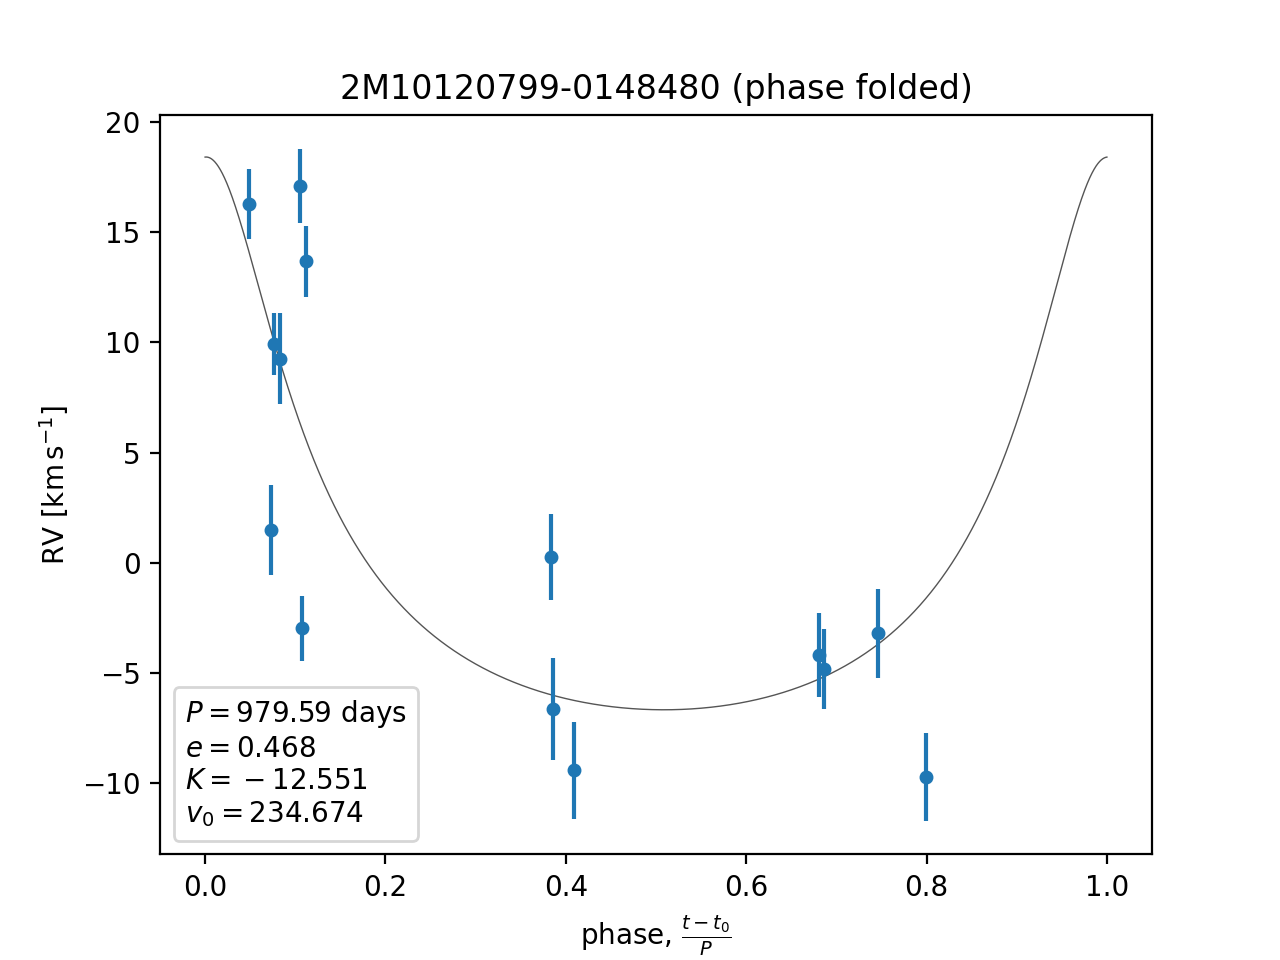 2M10120799-0148480 (phase folded)
20
15
10
5
0
−5
−10
RV [km s⁻¹]
P = 979.59 days
e = 0.468
K = −12.551
v₀ = 234.674
0.0 0.2 0.4 0.6 0.8 1.0
phase, (t − t₀)/P